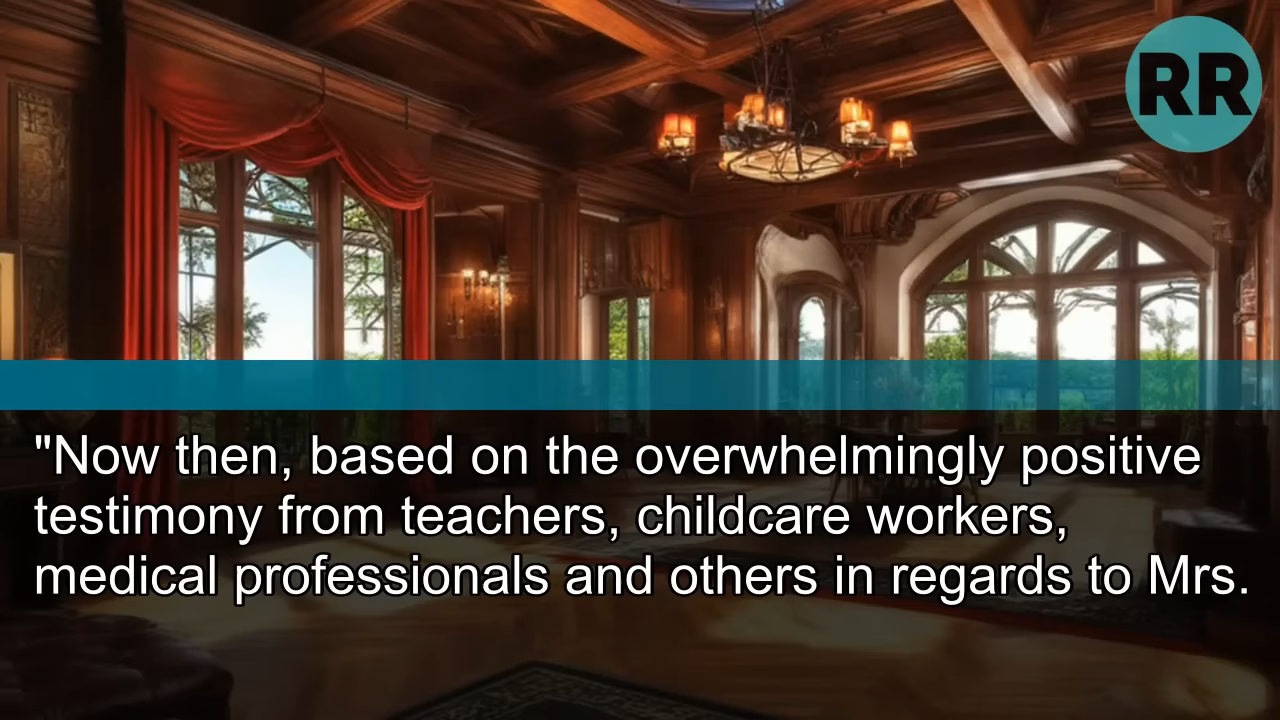 RR
"Now then, based on the overwhelmingly positive
testimony from teachers, childcare workers,
medical professionals and others in regards to Mrs.